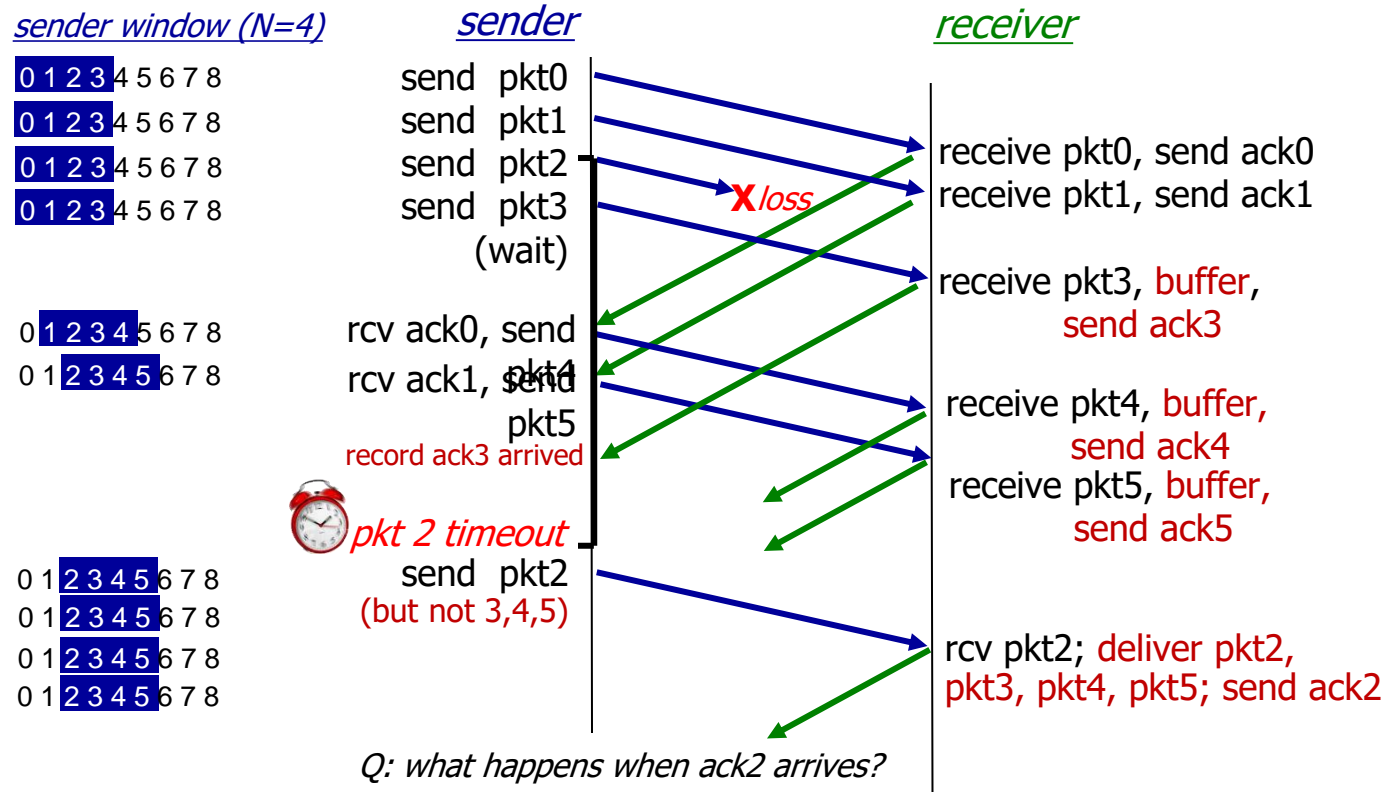 sender window (N=4)
sender
receiver
0 1 2 3 4 5 6 7 8
send pkt0
0 1 2 3 4 5 6 7 8
send pkt1
0 1 2 3 4 5 6 7 8
send pkt2
0 1 2 3 4 5 6 7 8
send pkt3
(wait)
X loss
receive pkt0, send ack0
receive pkt1, send ack1
receive pkt3, buffer,
send ack3
0 1 2 3 4 5 6 7 8
rcv ack0, send
pkt4
0 1 2 3 4 5 6 7 8
rcv ack1, send
pkt5
record ack3 arrived
receive pkt4, buffer,
send ack4
receive pkt5, buffer,
send ack5
pkt 2 timeout
0 1 2 3 4 5 6 7 8
send pkt2
0 1 2 3 4 5 6 7 8
(but not 3,4,5)
0 1 2 3 4 5 6 7 8
0 1 2 3 4 5 6 7 8
rcv pkt2; deliver pkt2,
pkt3, pkt4, pkt5; send ack2
Q: what happens when ack2 arrives?